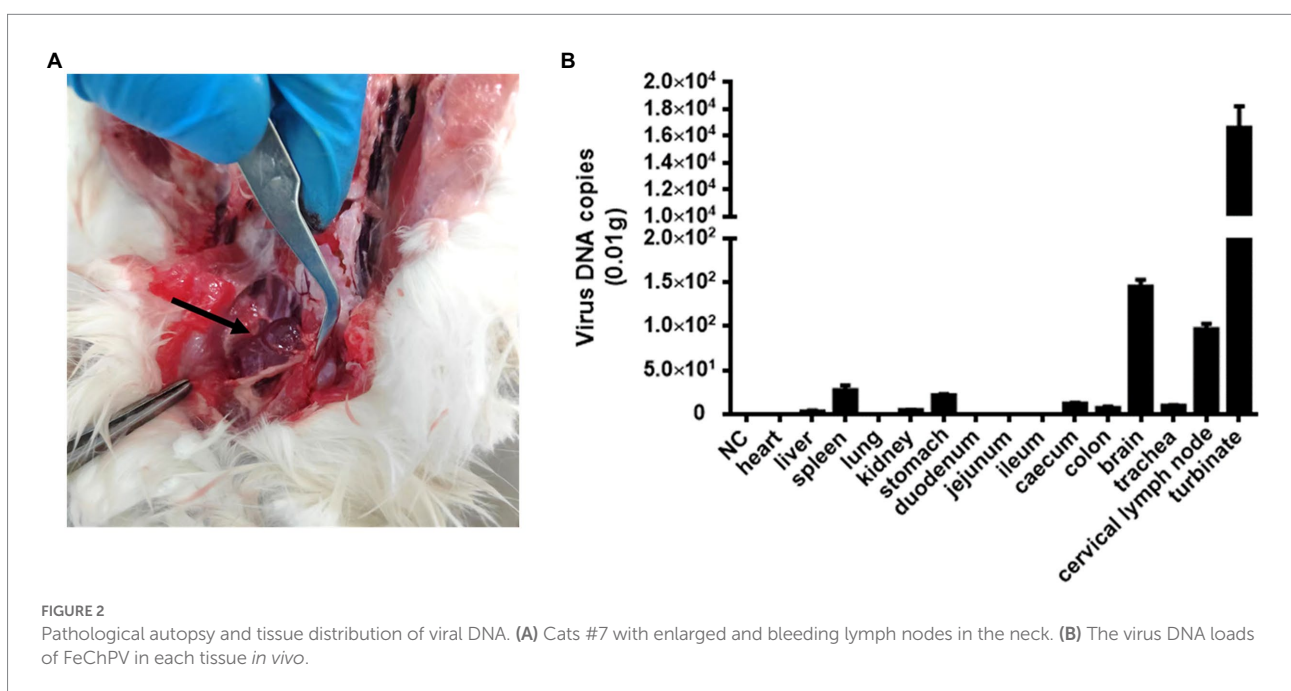 A
B
Virus DNA copies
(0.01g)
2.0×10⁴
1.8×10⁴
1.6×10⁴
1.4×10⁴
1.2×10⁴
1.0×10⁴
2.0×10²
1.5×10²
1.0×10²
5.0×10¹
0
NC
heart
liver
spleen
lung
kidney
stomach
duodenum
jejunum
ileum
caecum
colon
brain
trachea
cervical lymph node
turbinate
FIGURE 2
Pathological autopsy and tissue distribution of viral DNA. (A) Cats #7 with enlarged and bleeding lymph nodes in the neck. (B) The virus DNA loads
of FeChPV in each tissue in vivo.